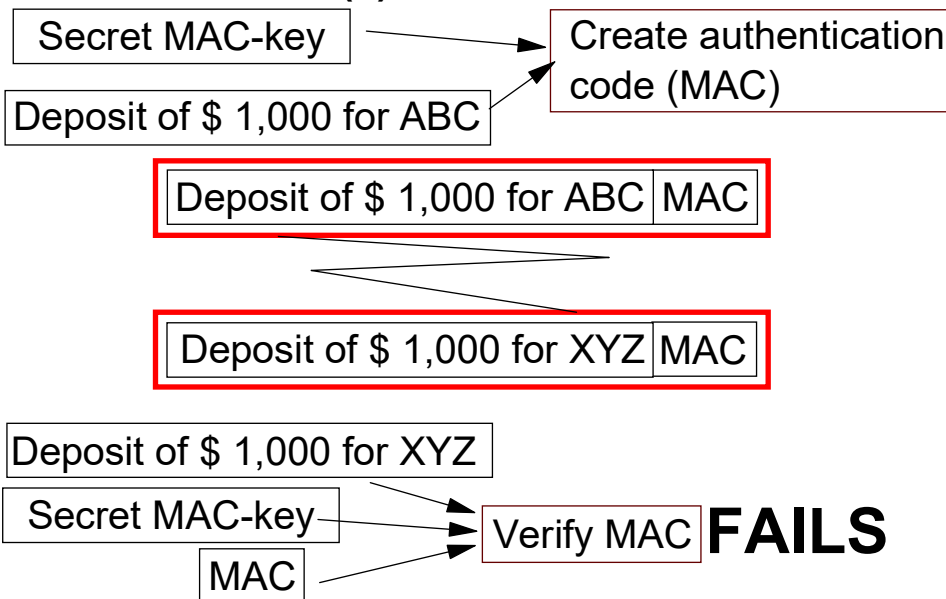 Secret MAC-key
Create authentication
code (MAC)
Deposit of $ 1,000 for ABC
Deposit of $ 1,000 for ABC MAC
Deposit of $ 1,000 for XYZ MAC
Deposit of $ 1,000 for XYZ
Secret MAC-key
Verify MAC FAILS
MAC